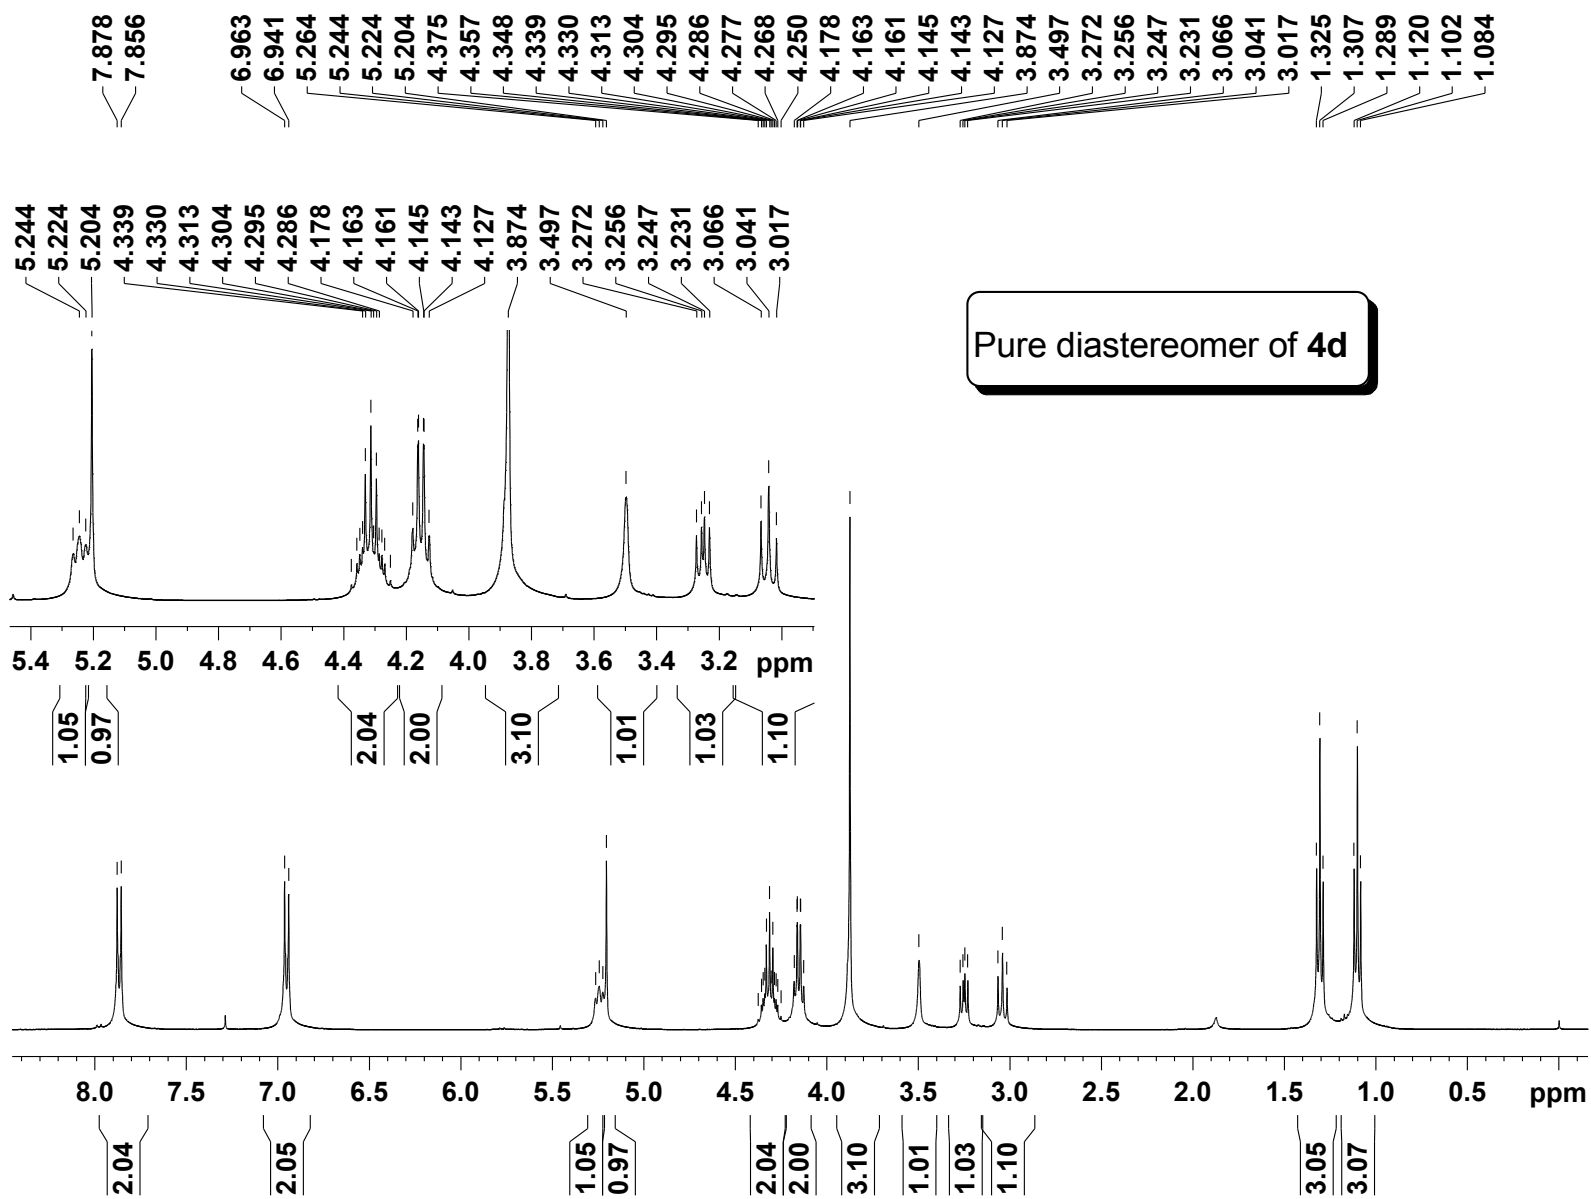 7.878 7.856 6.963 6.941 5.264 5.244 5.224 5.204 4.375 4.357 4.348 4.339 4.330 4.313 4.304 4.295 4.286 4.277 4.268 4.250 4.178 4.163 4.161 4.145 4.143 4.127 3.874 3.497 3.272 3.256 3.247 3.231 3.066 3.041 3.017 1.325 1.307 1.289 1.120 1.102 1.084
5.244 5.224 5.204 4.339 4.330 4.313 4.304 4.295 4.286 4.178 4.163 4.161 4.145 4.143 4.127 3.874 3.497 3.272 3.256 3.247 3.231 3.066 3.041 3.017
Pure diastereomer of 4d
5.4 5.2 5.0 4.8 4.6 4.4 4.2 4.0 3.8 3.6 3.4 3.2 ppm
1.05 0.97 2.04 2.00 3.10 1.01 1.03 1.10
8.0 7.5 7.0 6.5 6.0 5.5 5.0 4.5 4.0 3.5 3.0 2.5 2.0 1.5 1.0 0.5 ppm
2.04 2.05 1.05 0.97 2.04 2.00 3.10 1.01 1.03 1.10 3.05 3.07